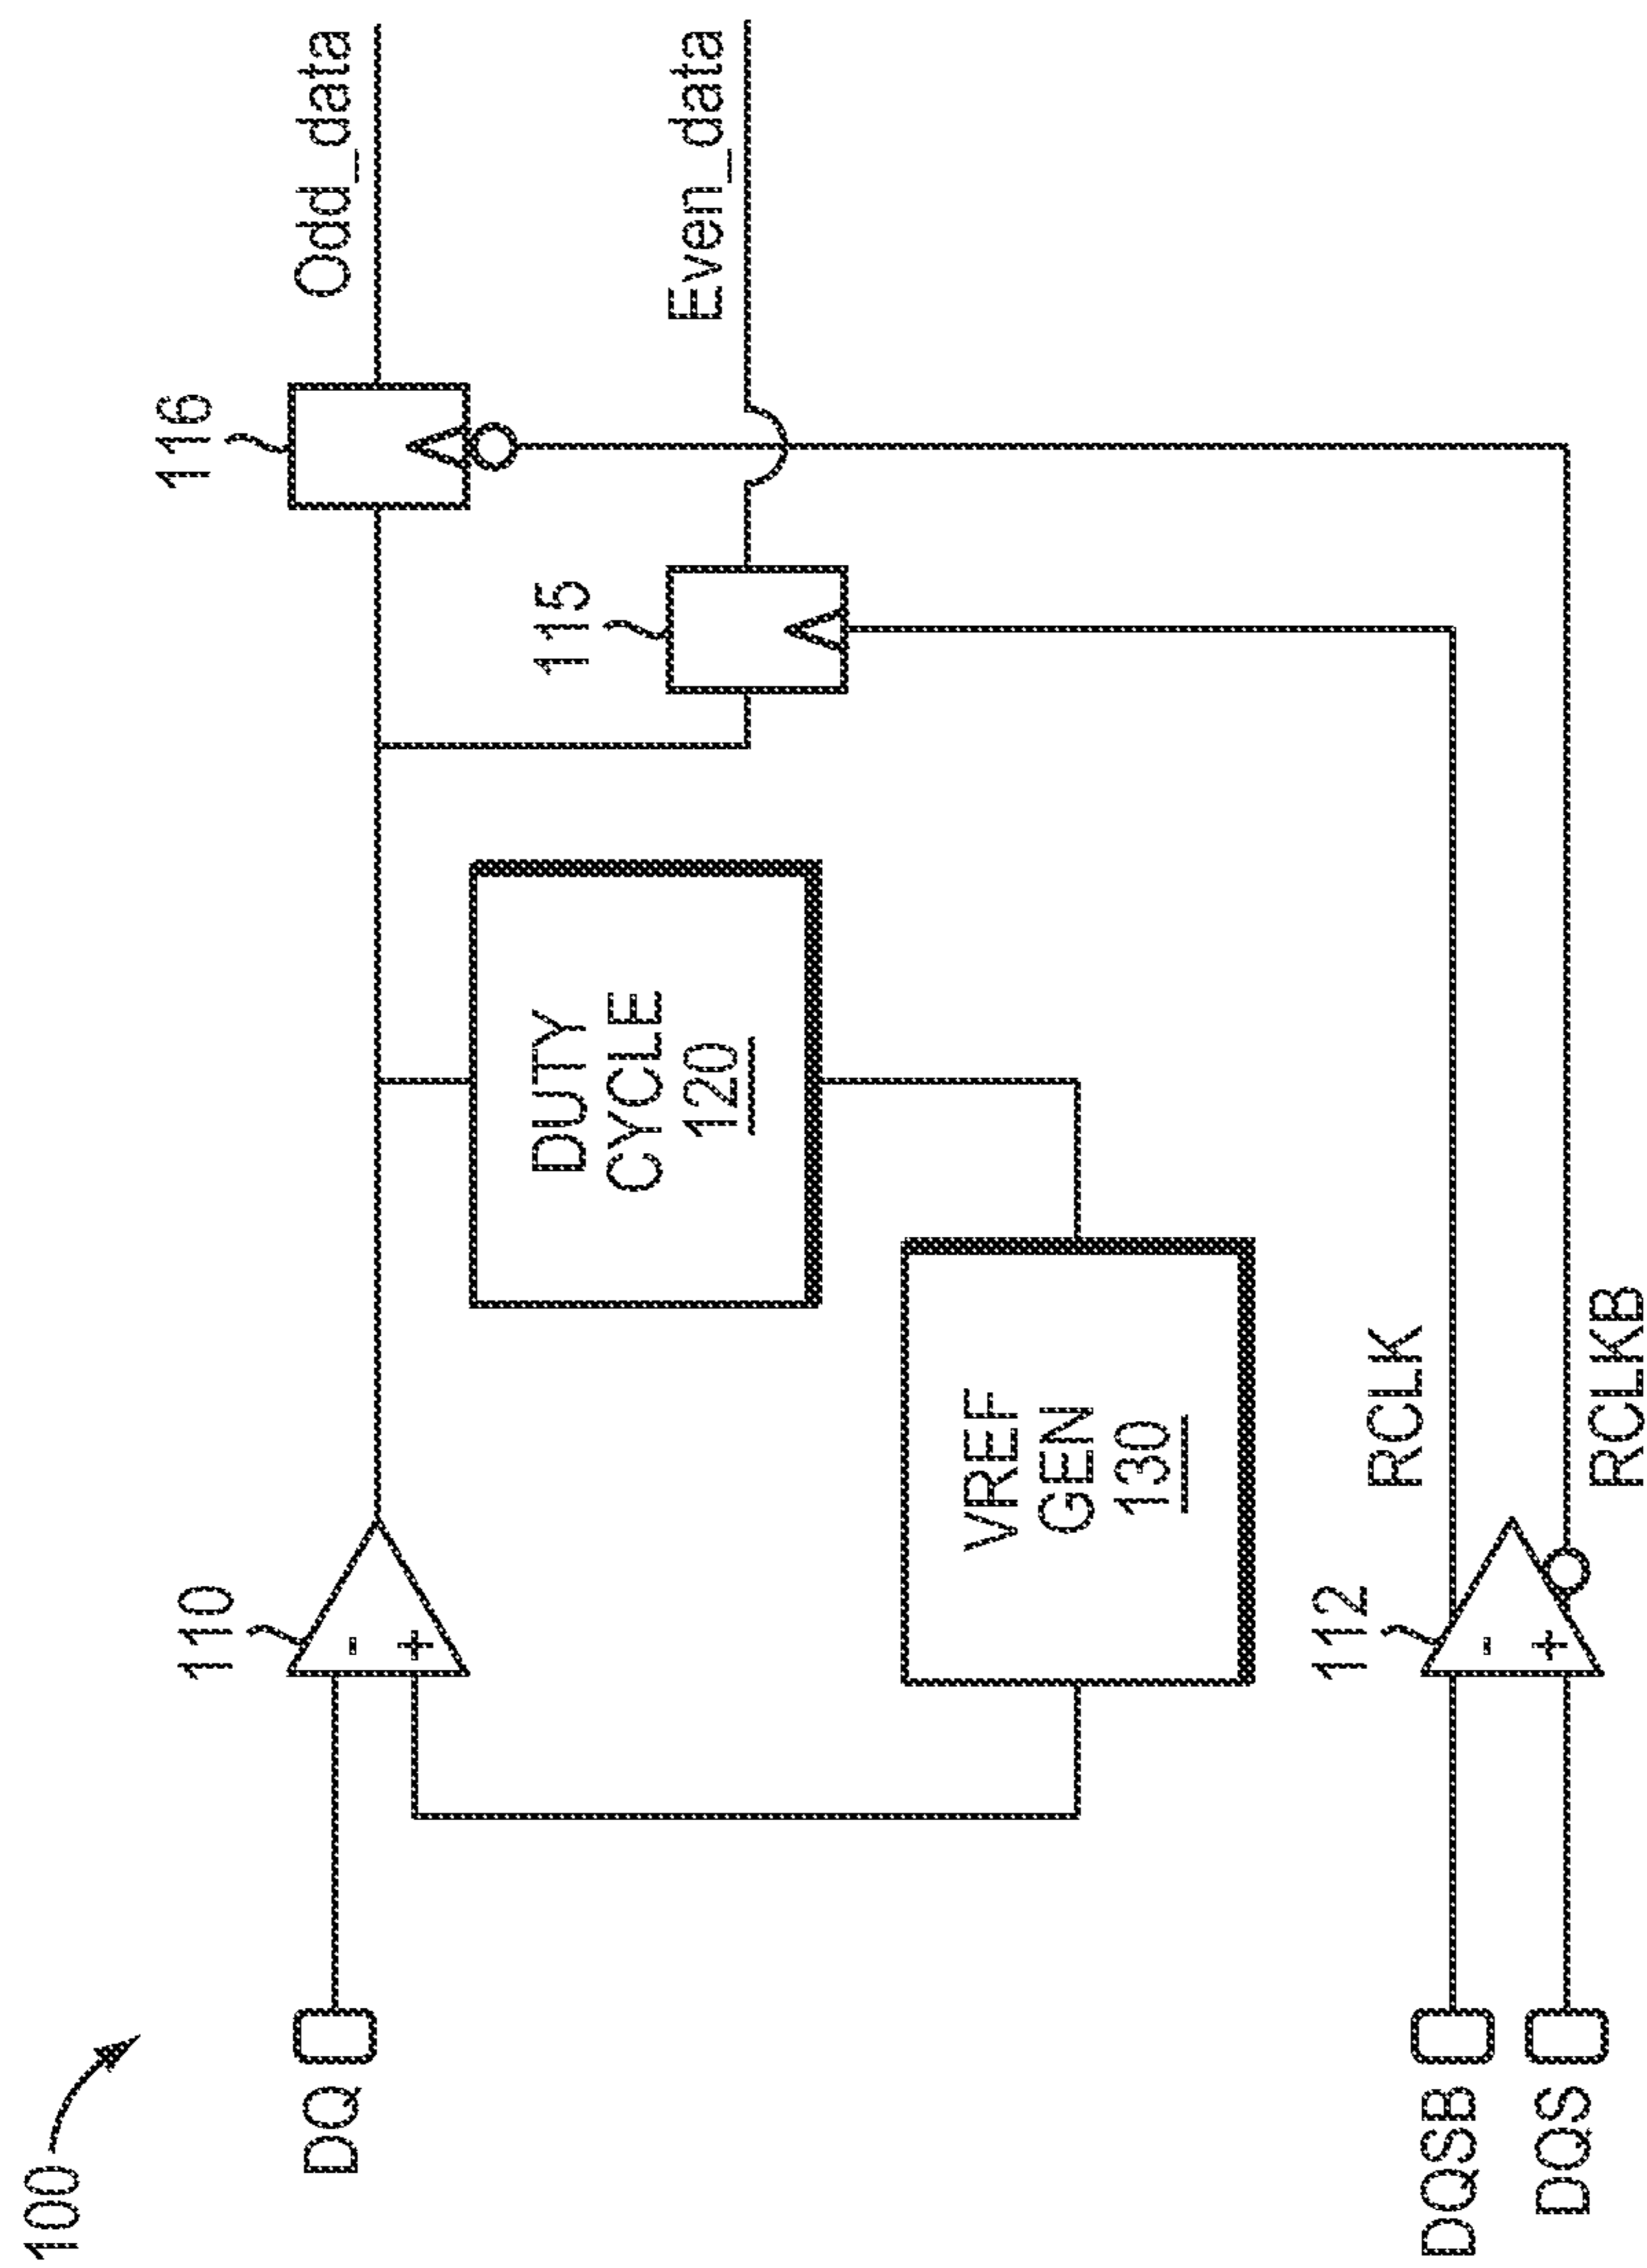 100
116
Odd_data
115
Even_data
110
DQ
-
+
DUTY
CYCLE
120
VREF
GEN
130
112
RCLK
DQSB
-
+
DQS
RCLKB